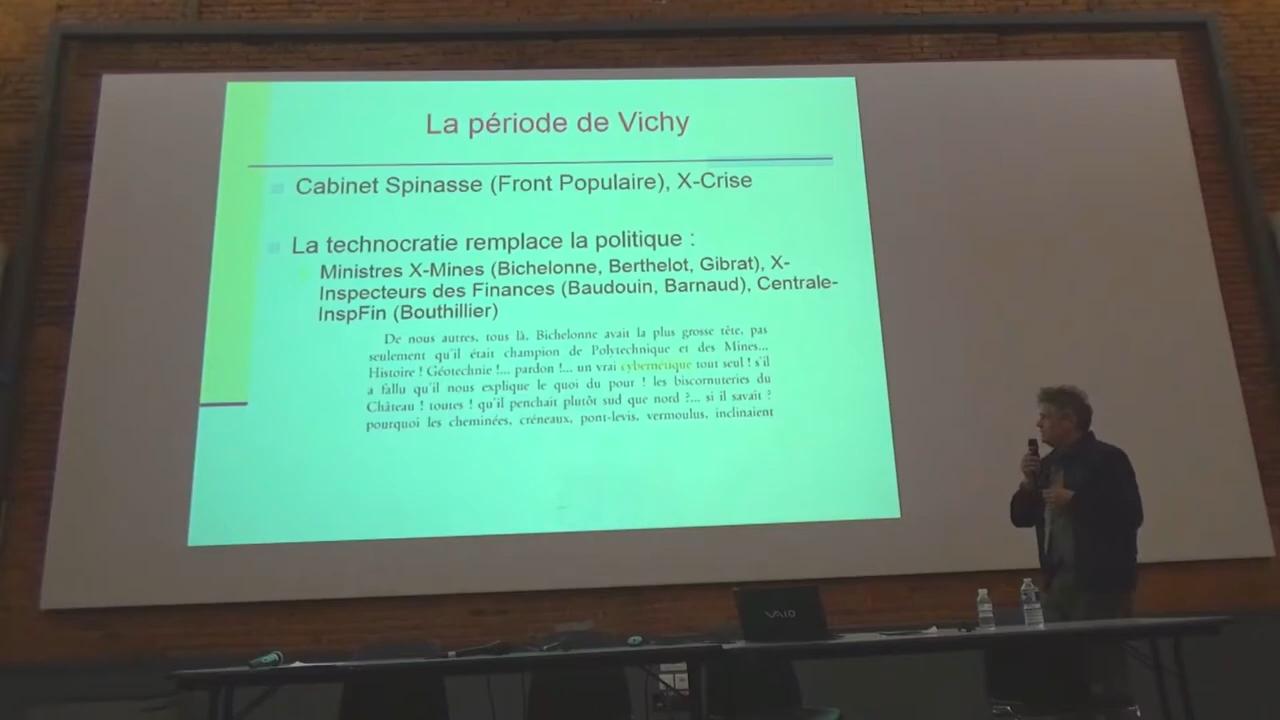 La période de Vichy
Cabinet Spinasse (Front Populaire), X-Crise
La technocratie remplace la politique :
Ministres X-Mines (Bichelonne, Berthelot, Gibrat), X-
Inspecteurs des Finances (Baudouin, Barnaud), Centrale-
InspFin (Bouthillier)
De nous autres, tous là, Bichelonne avait la plus grosse tête, pas
seulement qu'il était champion de Polytechnique et des Mines...
Histoire ! Géotechnie !... pardon !... un vrai cybernétique tout seul ! s'il
a fallu qu'il nous explique le quoi du pour ! les biscornuteries du
Château ! toutes ! qu'il penchait plutôt sud que nord ?... si il savait ?
pourquoi les cheminées, créneaux, pont-levis, vermoulus, inclinaient
VAIO